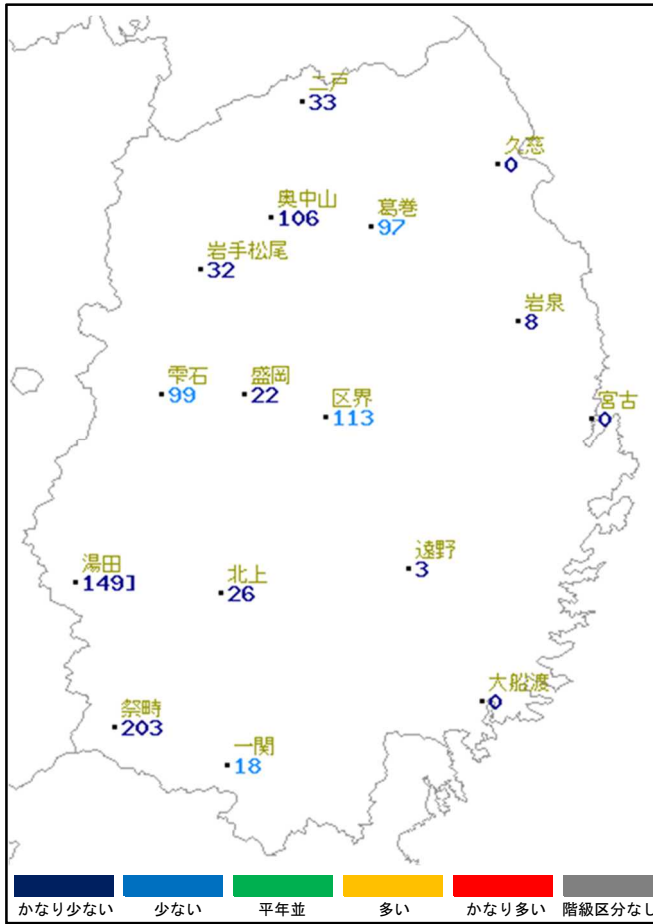 二戸
33
久慈
0
奥中山
106
葛巻
97
岩手松尾
32
岩泉
8
雫石
99
盛岡
22
区界
113
宮古
0
湯田
149]
北上
26
遠野
3
祭畤
203
一関
18
大船渡
0
かなり少ない 少ない 平年並 多い かなり多い 階級区分なし